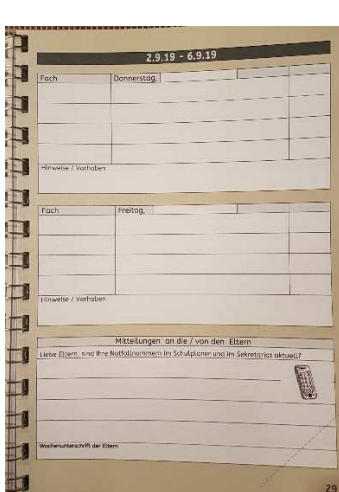 2.9.19 - 6.9.19
Fach Donnerstag,
Hinweise / Vorhaben
Fach Freitag,
Hinweise / Vorhaben
Mitteilungen an die / von den Eltern
Liebe Eltern, sind Ihre Notfallnummern im Schulplaner und im Sekretariat aktuell?
Wochenunterschrift der Eltern
29